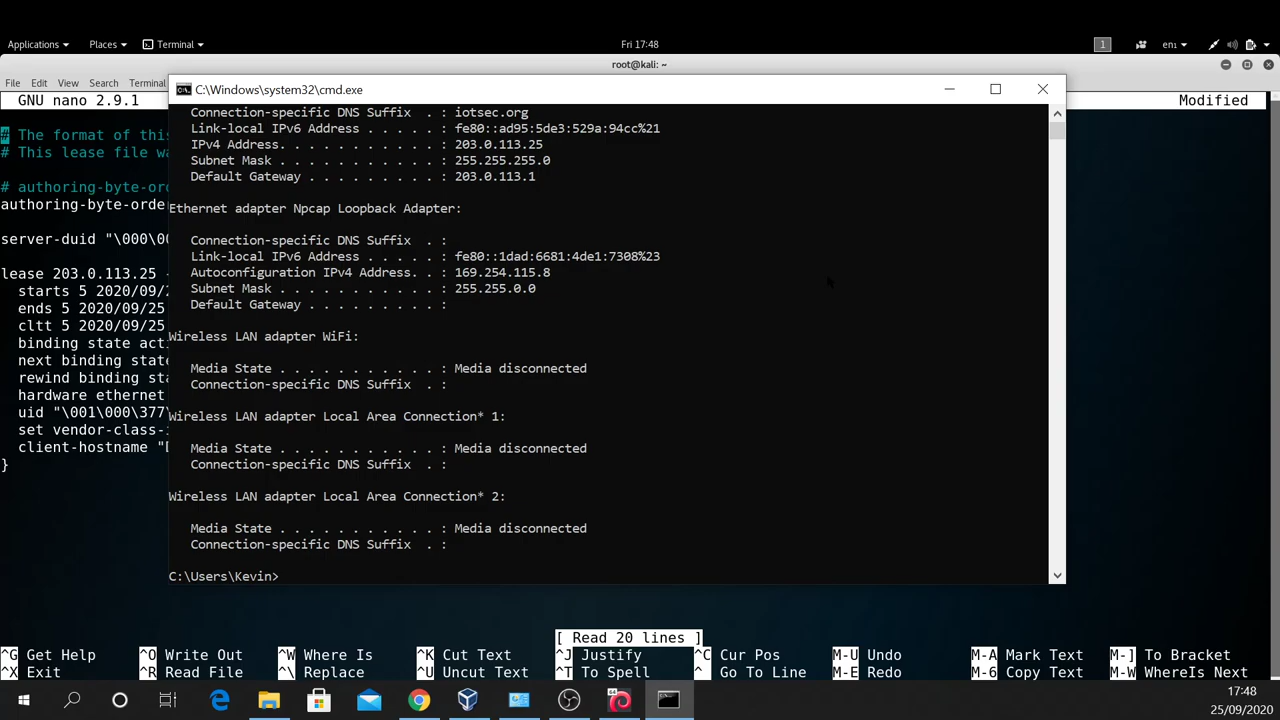 Applications Places Terminal Fri 17:48 1 en1
root@kali: ~
File Edit View Search Terminal
C:\Windows\system32\cmd.exe
GNU nano 2.9.1 Modified
# The format of this
# This lease file wa
# authoring-byte-ord
authoring-byte-orde
server-duid "\000\00
lease 203.0.113.25
starts 5 2020/09/2
ends 5 2020/09/25
cltt 5 2020/09/25
binding state acti
next binding state
rewind binding sta
hardware ethernet
uid "\001\000\377\
set vendor-class-i
client-hostname "D
}
Connection-specific DNS Suffix . : iotsec.org
Link-local IPv6 Address . . . . . : fe80::ad95:5de3:529a:94cc%21
IPv4 Address. . . . . . . . . . . : 203.0.113.25
Subnet Mask . . . . . . . . . . . : 255.255.255.0
Default Gateway . . . . . . . . . : 203.0.113.1
Ethernet adapter Npcap Loopback Adapter:
Connection-specific DNS Suffix . :
Link-local IPv6 Address . . . . . : fe80::1dad:6681:4de1:7308%23
Autoconfiguration IPv4 Address. . : 169.254.115.8
Subnet Mask . . . . . . . . . . . : 255.255.0.0
Default Gateway . . . . . . . . . :
Wireless LAN adapter WiFi:
Media State . . . . . . . . . . . : Media disconnected
Connection-specific DNS Suffix . :
Wireless LAN adapter Local Area Connection* 1:
Media State . . . . . . . . . . . : Media disconnected
Connection-specific DNS Suffix . :
Wireless LAN adapter Local Area Connection* 2:
Media State . . . . . . . . . . . : Media disconnected
Connection-specific DNS Suffix . :
C:\Users\Kevin>
[ Read 20 lines ]
^G Get Help ^O Write Out ^W Where Is ^K Cut Text ^J Justify ^C Cur Pos M-U Undo M-A Mark Text M-] To Bracket
^X Exit ^R Read File ^\ Replace ^U Uncut Text ^T To Spell ^_ Go To Line M-E Redo M-6 Copy Text M-W WhereIs Next
17:48
25/09/2020